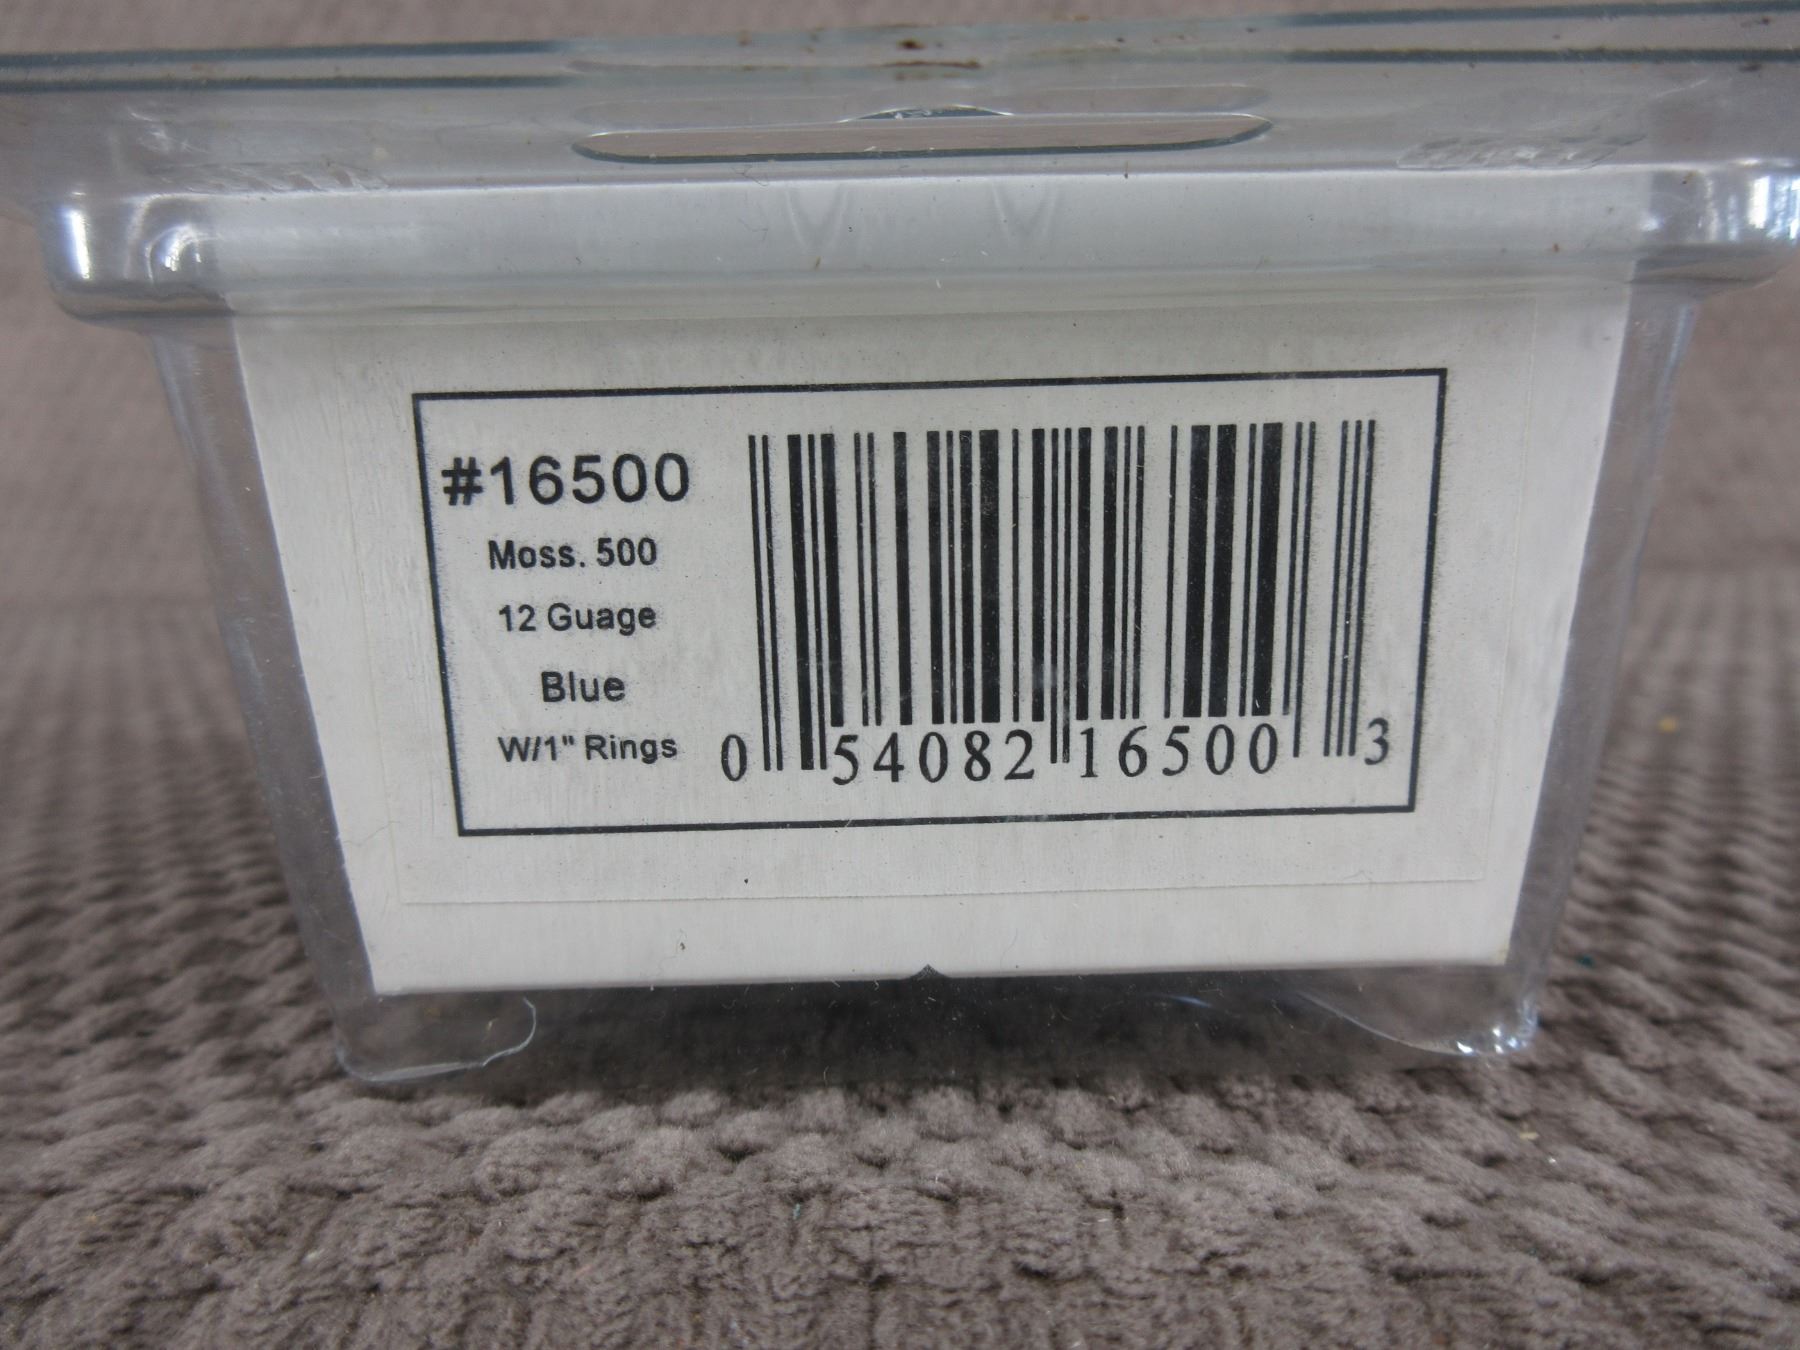 #16500
Moss. 500
12 Guage
Blue
W/1" Rings
0 54082 16500 3